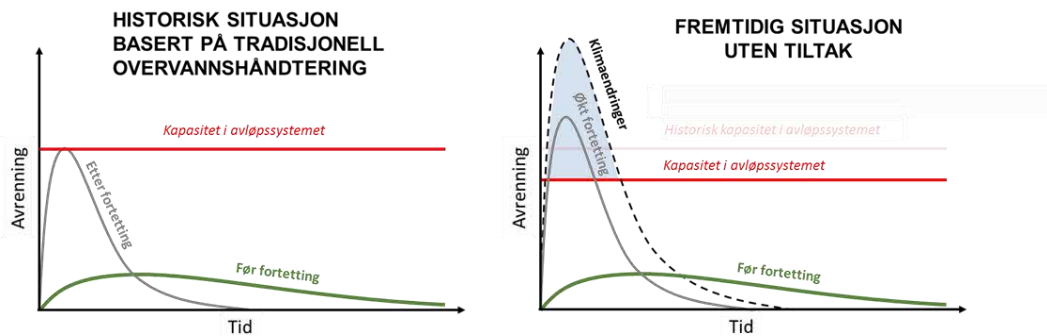 HISTORISK SITUASJON
BASERT PÅ TRADISJONELL
OVERVANNSHÅNDTERING
Kapasitet i avløpssystemet
Etter fortetting
Før fortetting
Avrenning
Tid
FREMTIDIG SITUASJON
UTEN TILTAK
Klimaendringer
Økt fortetting
Historisk kapasitet i avløpssystemet
Kapasitet i avløpssystemet
Før fortetting
Avrenning
Tid